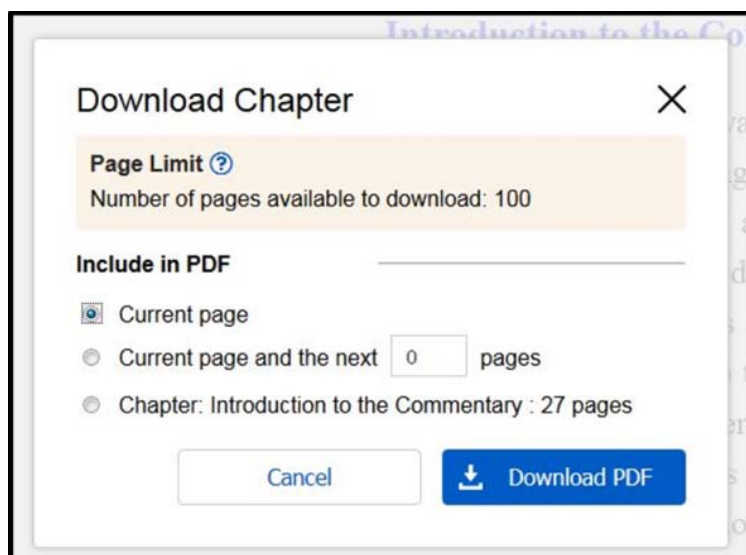 Introduction to the Co
Download Chapter
Page Limit
Number of pages available to download: 100
Include in PDF
Current page
Current page and the next 0 pages
Chapter: Introduction to the Commentary : 27 pages
Cancel
Download PDF